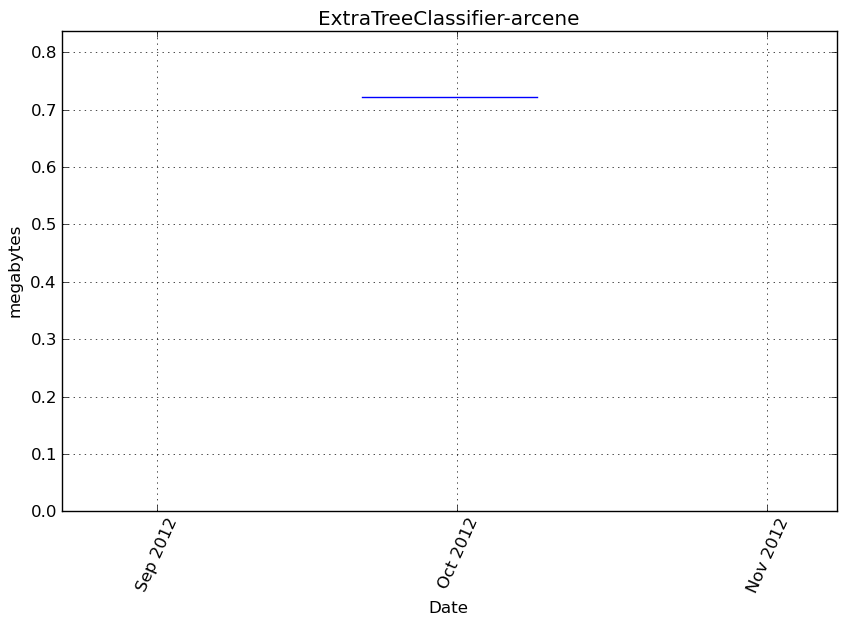 ExtraTreeClassifier-arcene
0.8
0.7
0.6
0.5
0.4
0.3
0.2
0.1
0.0
megabytes
Sep 2012
Oct 2012
Nov 2012
Date